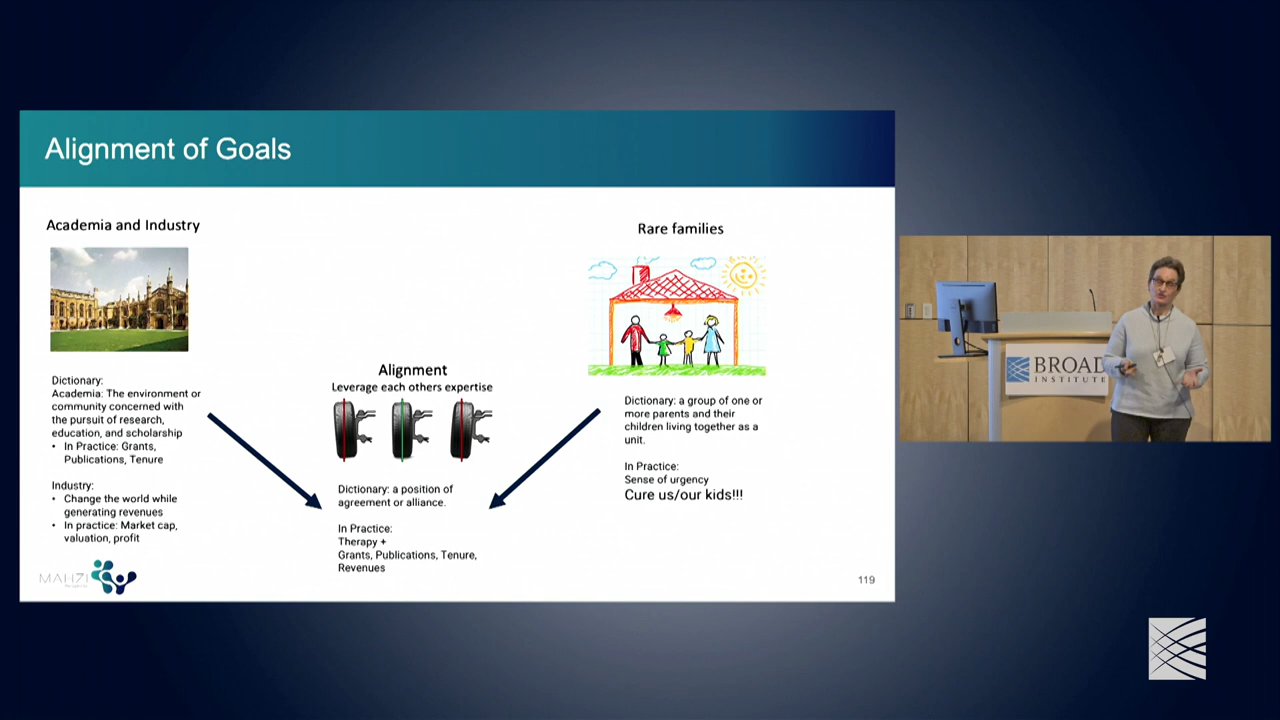 Alignment of Goals
Academia and Industry
Dictionary:
Academia: The environment or
community concerned with
the pursuit of research,
education, and scholarship
• In Practice: Grants,
Publications, Tenure
Industry:
• Change the world while
generating revenues
• In practice: Market cap,
valuation, profit
Alignment
Leverage each others expertise
Dictionary: a position of
agreement or alliance.
In Practice:
Therapy +
Grants, Publications, Tenure,
Revenues
Rare families
Dictionary: a group of one or
more parents and their
children living together as a
unit.
In Practice:
Sense of urgency
Cure us/our kids!!!
MAHZI
119
BROAD
INSTITUTE